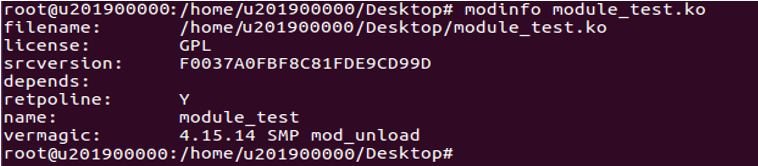 root@u201900000:/home/u201900000/Desktop# modinfo module_test.ko
filename:       /home/u201900000/Desktop/module_test.ko
license:        GPL
srcversion:     F0037A0FBF8C81FDE9CD99D
depends:
retpoline:      Y
name:           module_test
vermagic:       4.15.14 SMP mod_unload
root@u201900000:/home/u201900000/Desktop#